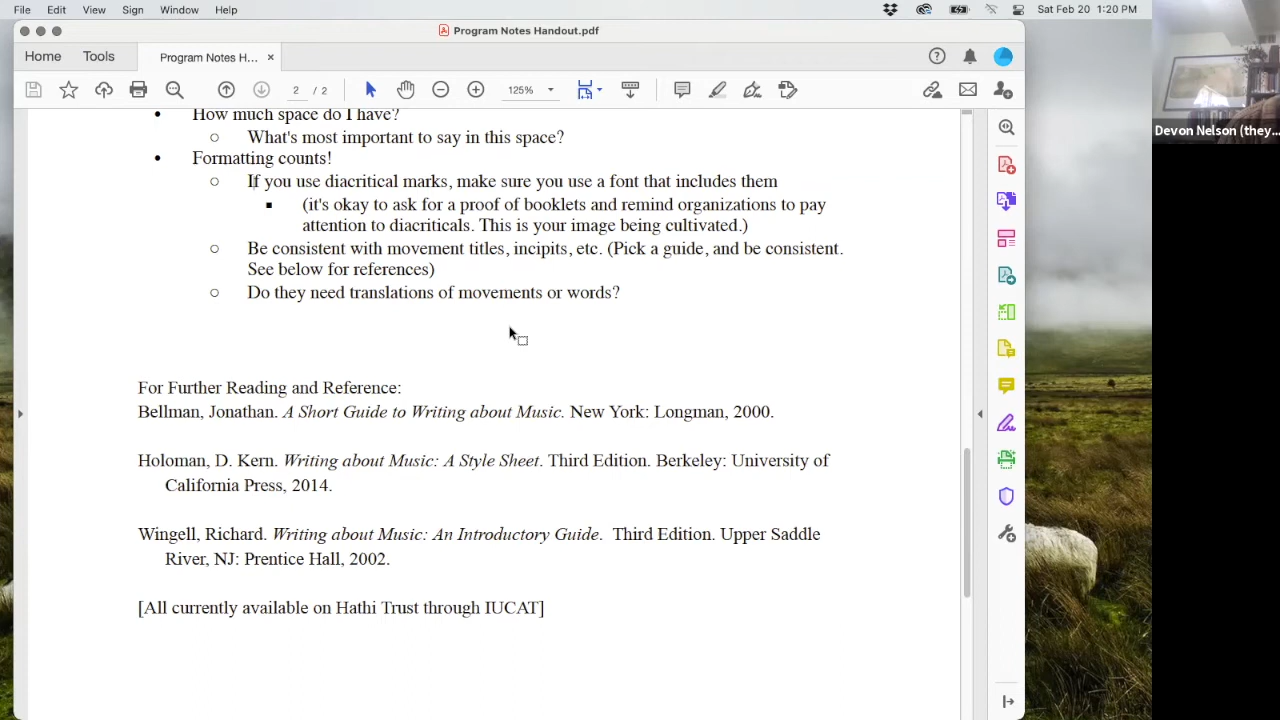 File Edit View Sign Window Help
Sat Feb 20 1:20 PM
Program Notes Handout.pdf
Home Tools Program Notes H... ×
2 / 2 125%
Devon Nelson (they...
• How much space do I have?
○ What's most important to say in this space?
• Formatting counts!
○ If you use diacritical marks, make sure you use a font that includes them
▪ (it's okay to ask for a proof of booklets and remind organizations to pay
attention to diacriticals. This is your image being cultivated.)
○ Be consistent with movement titles, incipits, etc. (Pick a guide, and be consistent.
See below for references)
○ Do they need translations of movements or words?
For Further Reading and Reference:
Bellman, Jonathan. A Short Guide to Writing about Music. New York: Longman, 2000.
Holoman, D. Kern. Writing about Music: A Style Sheet. Third Edition. Berkeley: University of
California Press, 2014.
Wingell, Richard. Writing about Music: An Introductory Guide. Third Edition. Upper Saddle
River, NJ: Prentice Hall, 2002.
[All currently available on Hathi Trust through IUCAT]